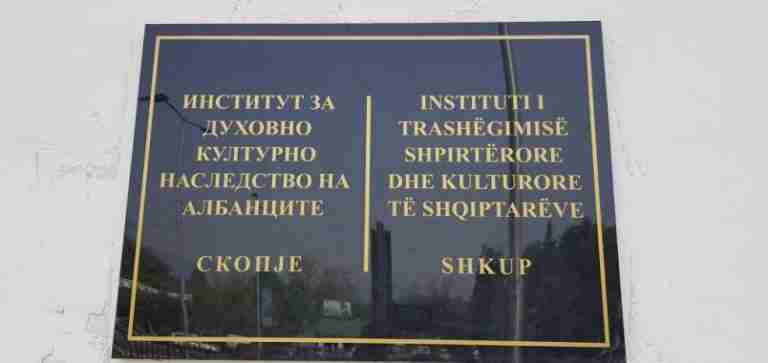 ИНСТИТУТ ЗА
ДУХОВНО
КУЛТУРНО
НАСЛЕДСТВО НА
АЛБАНЦИТЕ
СКОПЈЕ
INSTITUTI I
TRASHËGIMISË
SHPIRTËRORE
DHE KULTURORE
TË SHQIPTARËVE
SHKUP